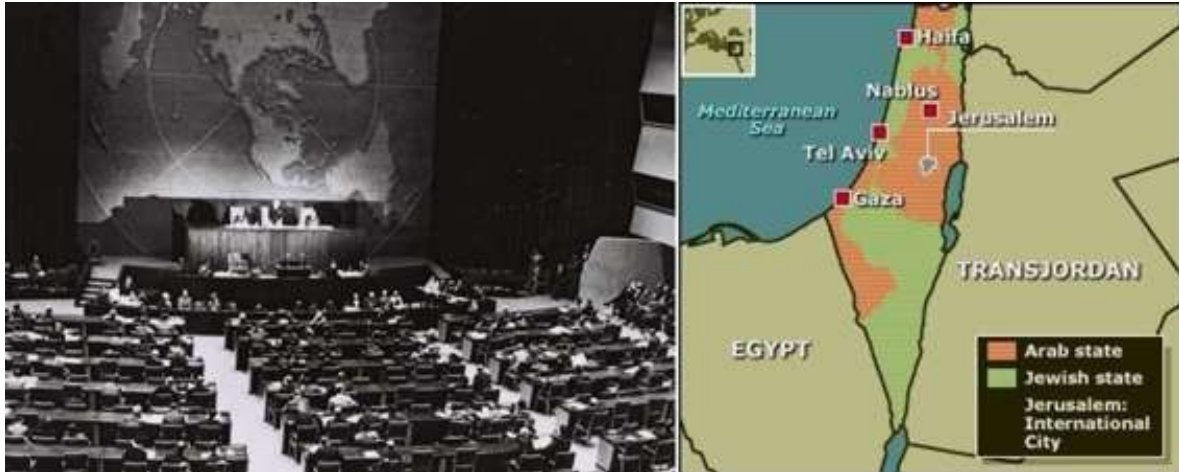 Haifa
Nablus
Mediterranean
Sea
Jerusalem
Tel Aviv
Gaza
TRANSJORDAN
EGYPT
Arab state
Jewish state
Jerusalem:
International
City